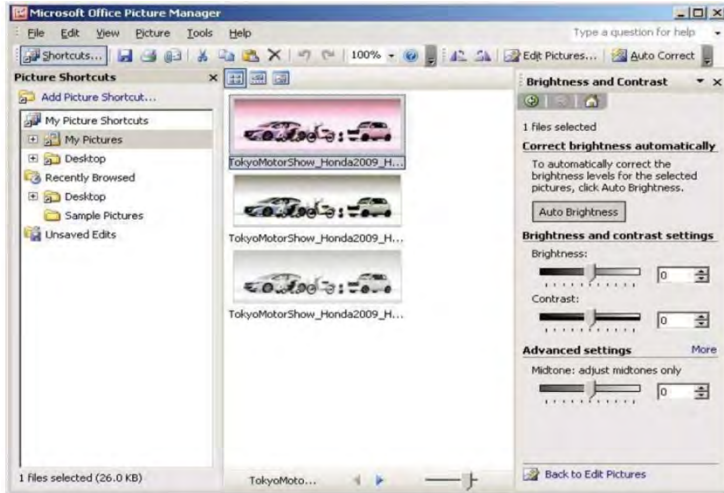 Microsoft Office Picture Manager
File Edit View Picture Tools Help Type a question for help
Shortcuts... 100% Edit Pictures... Auto Correct
Picture Shortcuts
Add Picture Shortcut...
My Picture Shortcuts
My Pictures
Desktop
Recently Browsed
Desktop
Sample Pictures
Unsaved Edits
1 files selected (26.0 KB)
TokyoMotorShow_Honda2009_H...
TokyoMotorShow_Honda2009_H...
TokyoMotorShow_Honda2009_H...
TokyoMoto...
Brightness and Contrast
1 files selected
Correct brightness automatically
To automatically correct the
brightness levels for the selected
pictures, click Auto Brightness.
Auto Brightness
Brightness and contrast settings
Brightness:
0
Contrast:
0
Advanced settings More
Midtone: adjust midtones only
0
Back to Edit Pictures